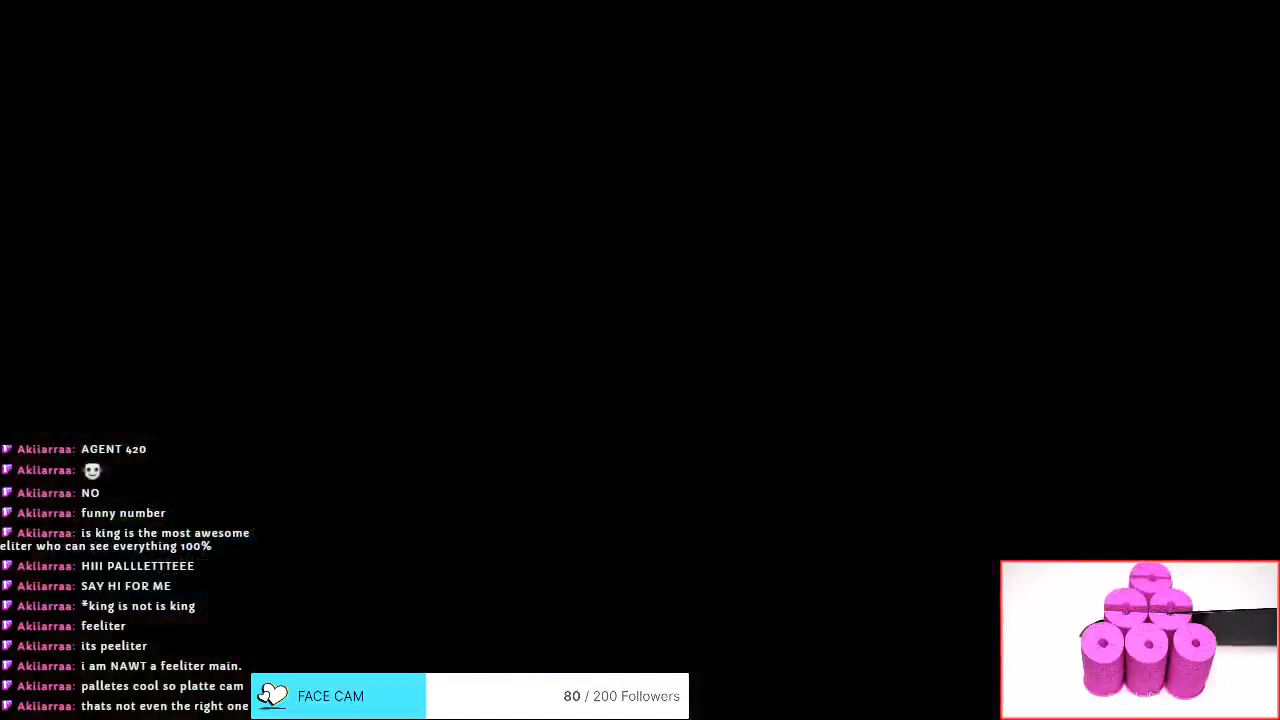 Akiiarraa: AGENT 420
Akiiarraa:
Akiiarraa: NO
Akiiarraa: funny number
Akiiarraa: is king is the most awesome
eliter who can see everything 100%
Akiiarraa: HIII PALLLETTTEEE
Akiiarraa: SAY HI FOR ME
Akiiarraa: *king is not is king
Akiiarraa: feeliter
Akiiarraa: its peeliter
Akiiarraa: i am NAWT a feeliter main.
Akiiarraa: palletes cool so platte cam
Akiiarraa: thats not even the right one
FACE CAM
80 / 200 Followers